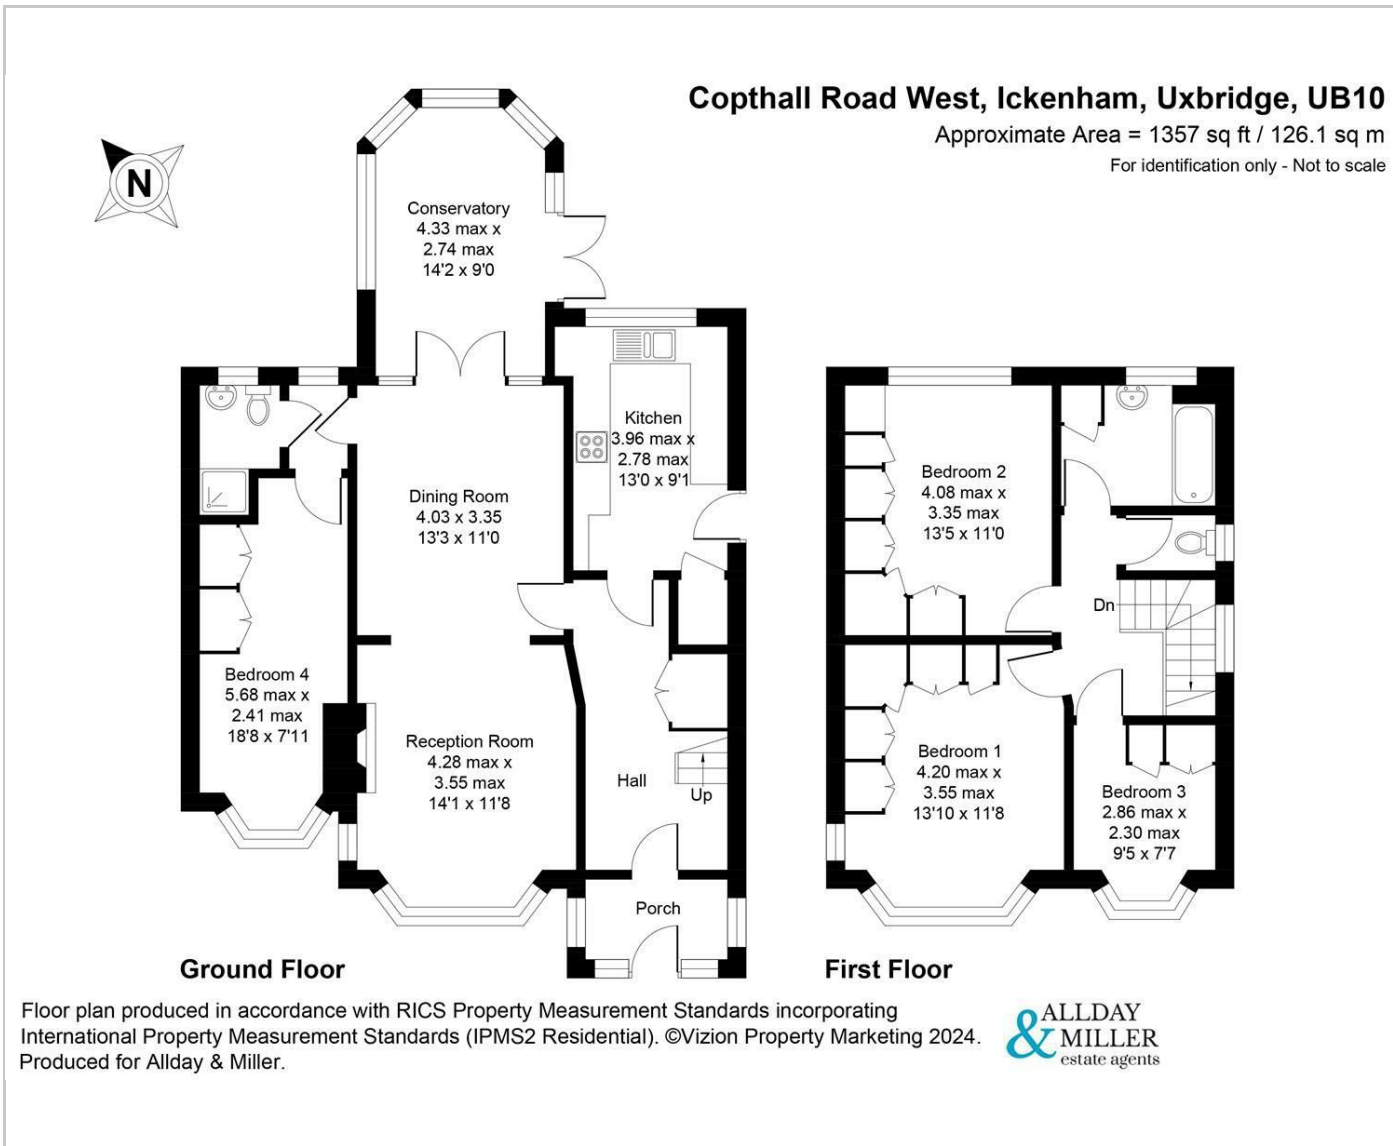 Copthall Road West, Ickenham, Uxbridge, UB10
Approximate Area = 1357 sq ft / 126.1 sq m
For identification only - Not to scale
N
Conservatory
4.33 max x
2.74 max
14'2 x 9'0
Kitchen
3.96 max x
2.78 max
13'0 x 9'1
Dining Room
4.03 x 3.35
13'3 x 11'0
Bedroom 4
5.68 max x
2.41 max
18'8 x 7'11
Reception Room
4.28 max x
3.55 max
14'1 x 11'8
Hall
Up
Porch
Ground Floor
Bedroom 2
4.08 max x
3.35 max
13'5 x 11'0
Dn
Bedroom 1
4.20 max x
3.55 max
13'10 x 11'8
Bedroom 3
2.86 max x
2.30 max
9'5 x 7'7
First Floor
Floor plan produced in accordance with RICS Property Measurement Standards incorporating
International Property Measurement Standards (IPMS2 Residential). ©Vizion Property Marketing 2024.
Produced for Allday & Miller.
ALLDAY
& MILLER
estate agents